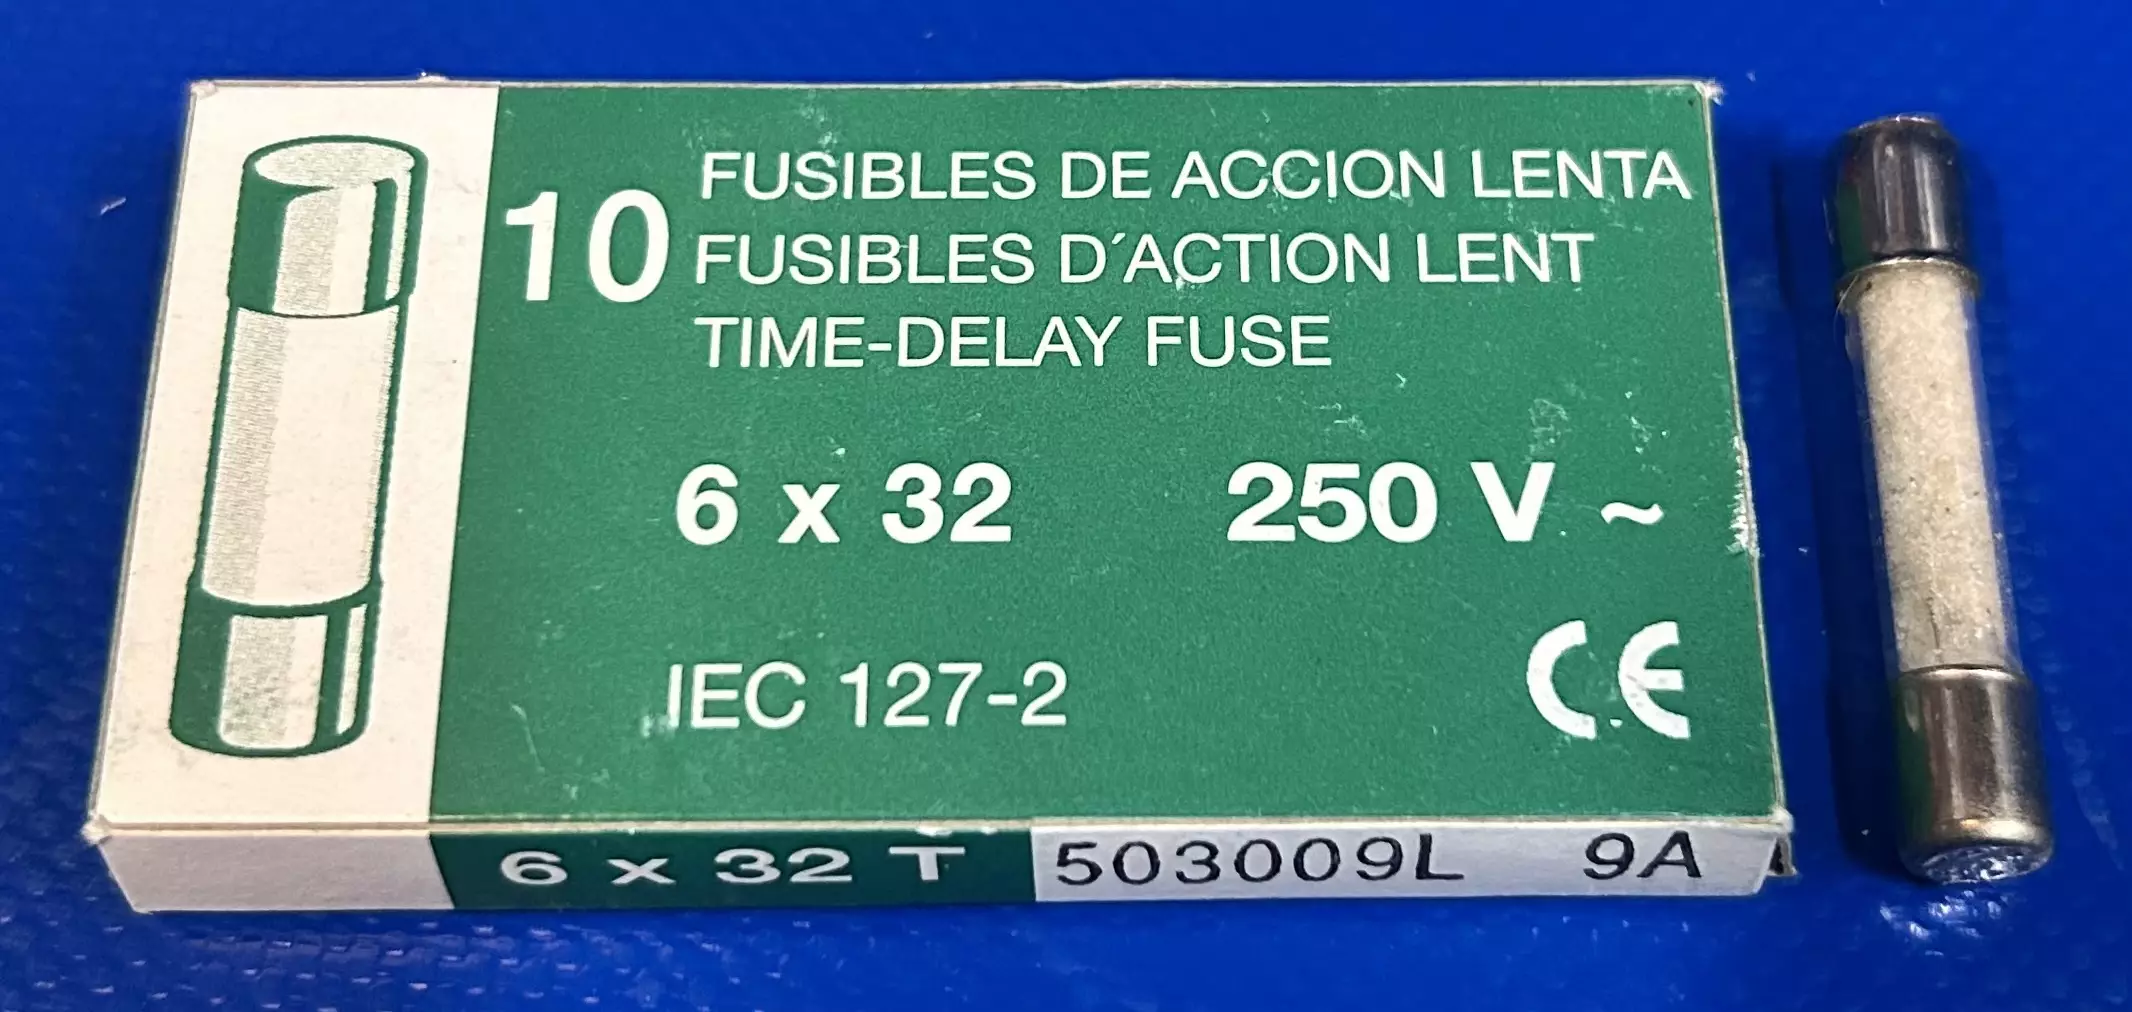 10
FUSIBLES DE ACCION LENTA
FUSIBLES D´ACTION LENT
TIME-DELAY FUSE
6 x 32 250 V ~
IEC 127-2 CE
6 x 32 T 503009L 9A